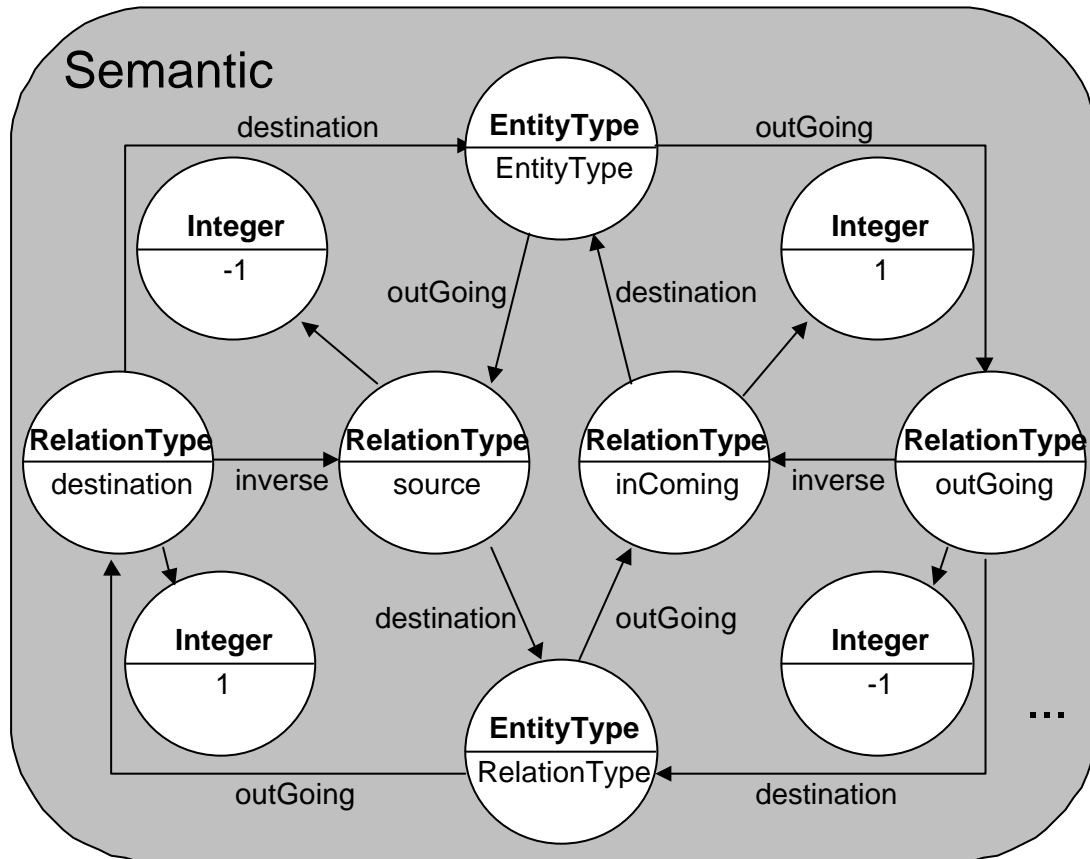 Semantic
destination
EntityType
EntityType
outGoing
Integer
-1
Integer
1
outGoing
destination
RelationType
destination
inverse
RelationType
source
RelationType
inComing
inverse
RelationType
outGoing
destination
outGoing
Integer
1
Integer
-1
...
EntityType
RelationType
outGoing
destination